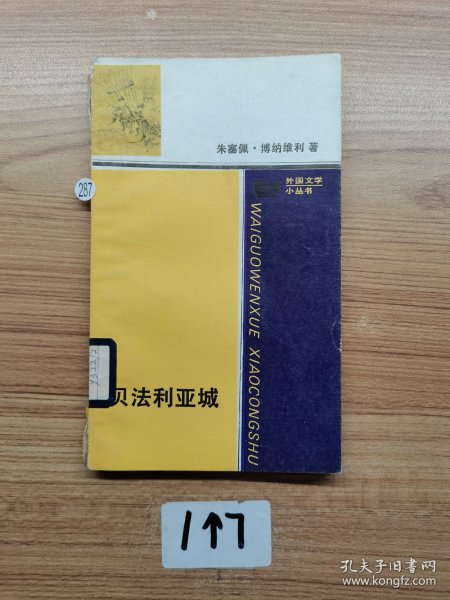 朱塞佩·博纳维利 著
287
外国文学
小丛书
WAIGUOWENXUE XIAOCONGSHU
贝法利亚城
1个7
孔夫子旧书网
www.kongfz.com